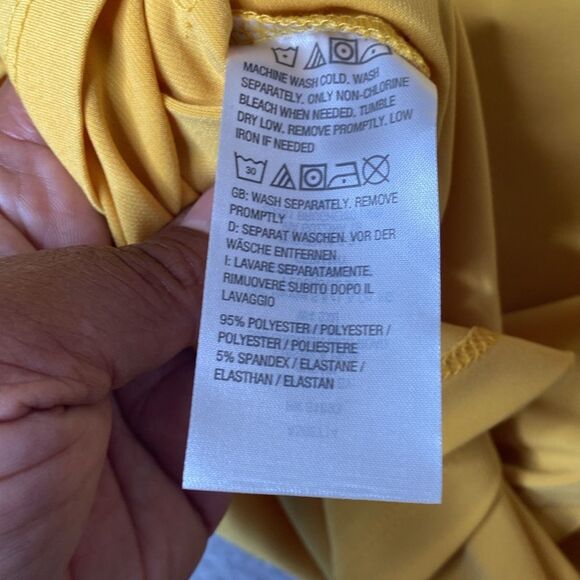 MACHINE WASH COLD. WASH
SEPARATELY. ONLY NON-CHLORINE
BLEACH WHEN NEEDED. TUMBLE
DRY LOW. REMOVE PROMPTLY. LOW
IRON IF NEEDED
30
GB: WASH SEPARATELY. REMOVE
PROMPTLY
D: SEPARAT WASCHEN. VOR DER
WÄSCHE ENTFERNEN
I: LAVARE SEPARATAMENTE.
RIMUOVERE SUBITO DOPO IL
LAVAGGIO
95% POLYESTER / POLYESTER /
POLYESTER / POLIESTERE
5% SPANDEX / ELASTANE /
ELASTHAN / ELASTAN